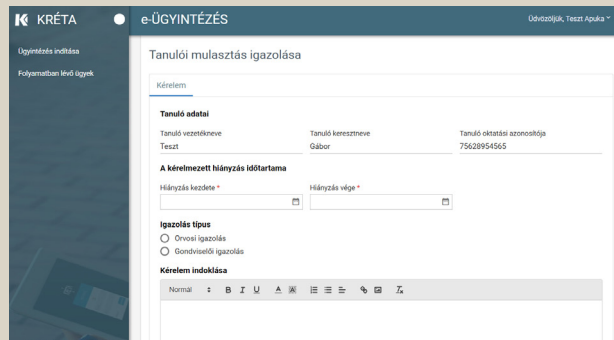 KRÉTA
e-ÜGYINTÉZÉS
Üdvözöljük, Teszt Apuka
Ügyintézés indítása
Folyamatban lévő ügyek
Tanulói mulasztás igazolása
Kérelem
Tanuló adatai
Tanuló vezetékneve Tanuló keresztneve Tanuló oktatási azonosítója
Teszt Gábor 75628954565
A kérelmezett hiányzás időtartama
Hiányzás kezdete * Hiányzás vége *
Igazolás típus
Orvosi igazolás
Gondviselői igazolás
Kérelem indoklása
Normál B I U A A